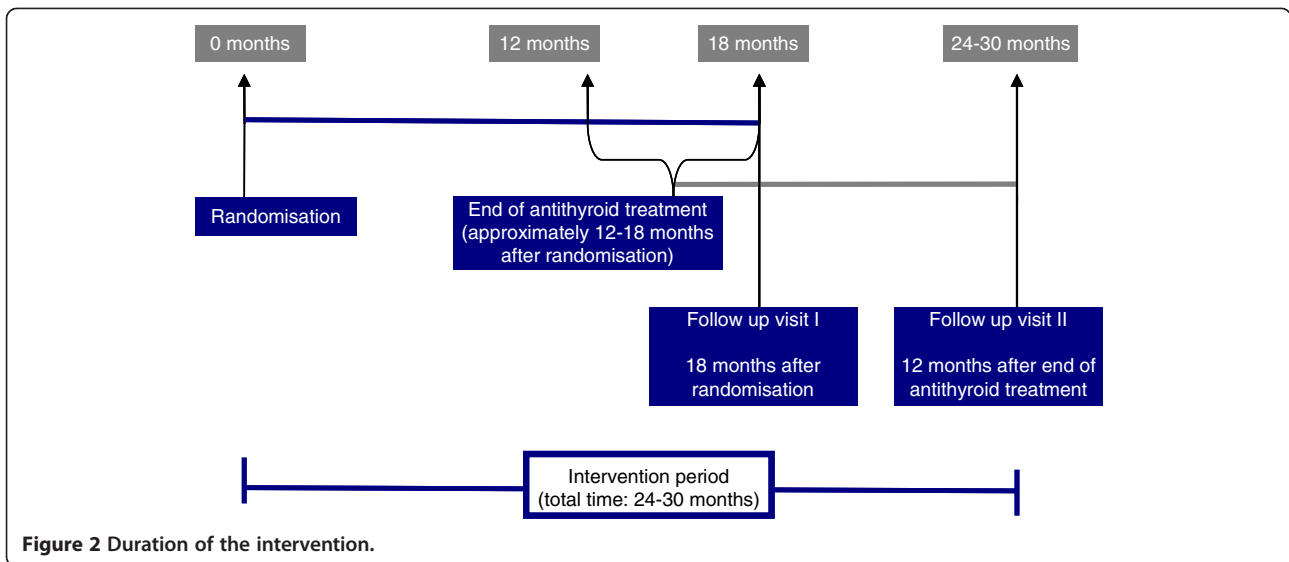 0 months
12 months
18 months
24-30 months
Randomisation
End of antithyroid treatment
(approximately 12-18 months
after randomisation)
Follow up visit I
18 months after
randomisation
Follow up visit II
12 months after end of
antithyroid treatment
Intervention period
(total time: 24-30 months)
Figure 2 Duration of the intervention.